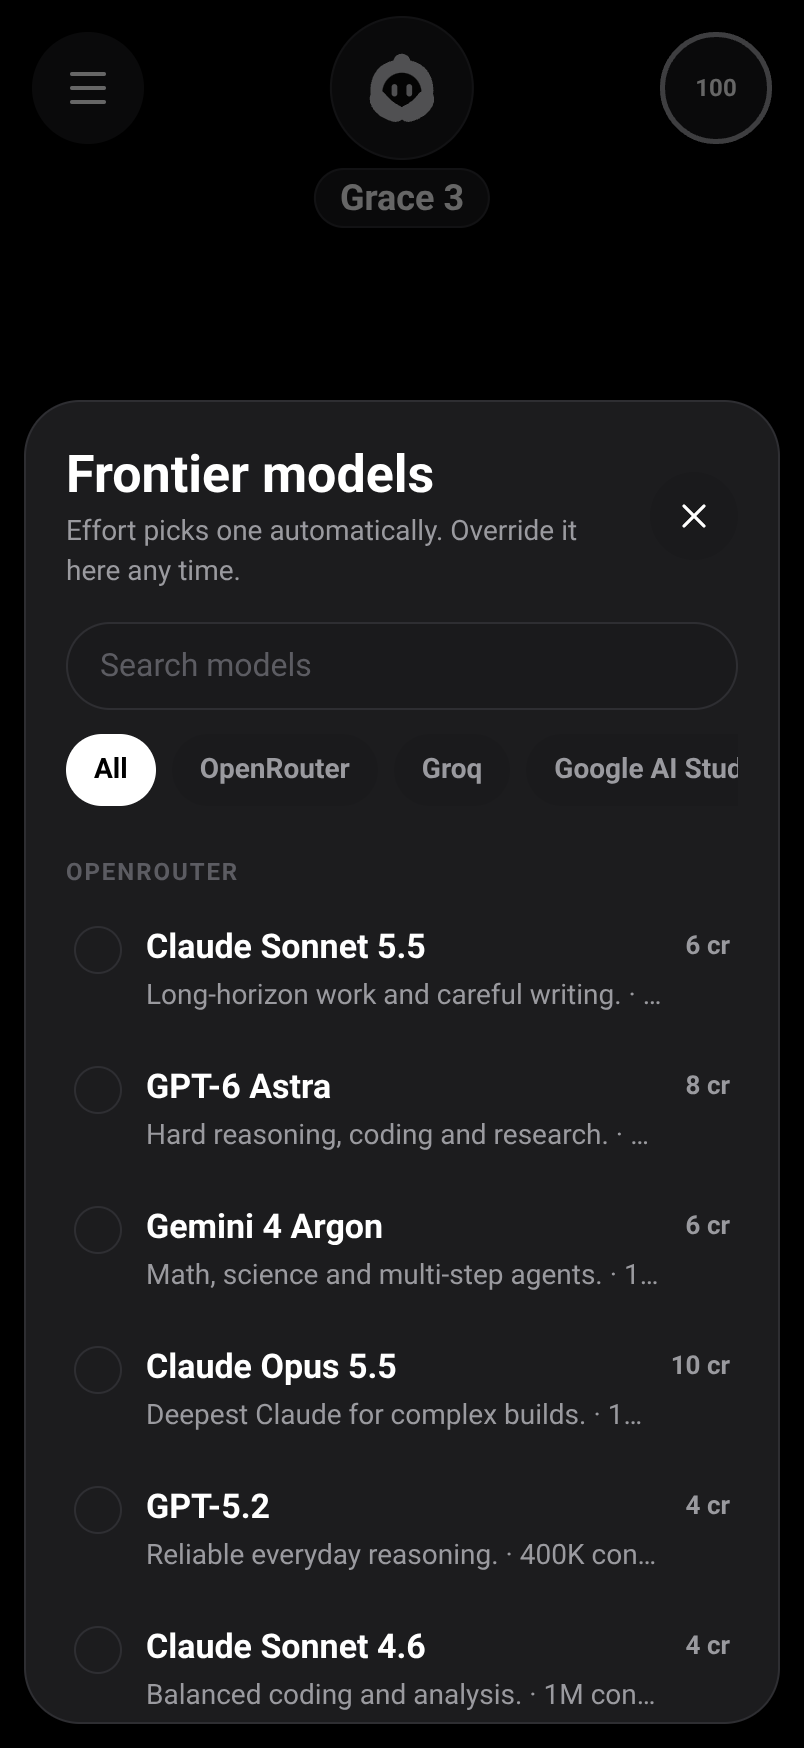 100
Grace 3
Frontier models
Effort picks one automatically. Override it
here any time.
Search models
All
OpenRouter
Groq
Google AI Stud
OPENROUTER
Claude Sonnet 5.5
6 cr
Long-horizon work and careful writing. · …
GPT-6 Astra
8 cr
Hard reasoning, coding and research. · …
Gemini 4 Argon
6 cr
Math, science and multi-step agents. · 1…
Claude Opus 5.5
10 cr
Deepest Claude for complex builds. · 1…
GPT-5.2
4 cr
Reliable everyday reasoning. · 400K con…
Claude Sonnet 4.6
4 cr
Balanced coding and analysis. · 1M con…